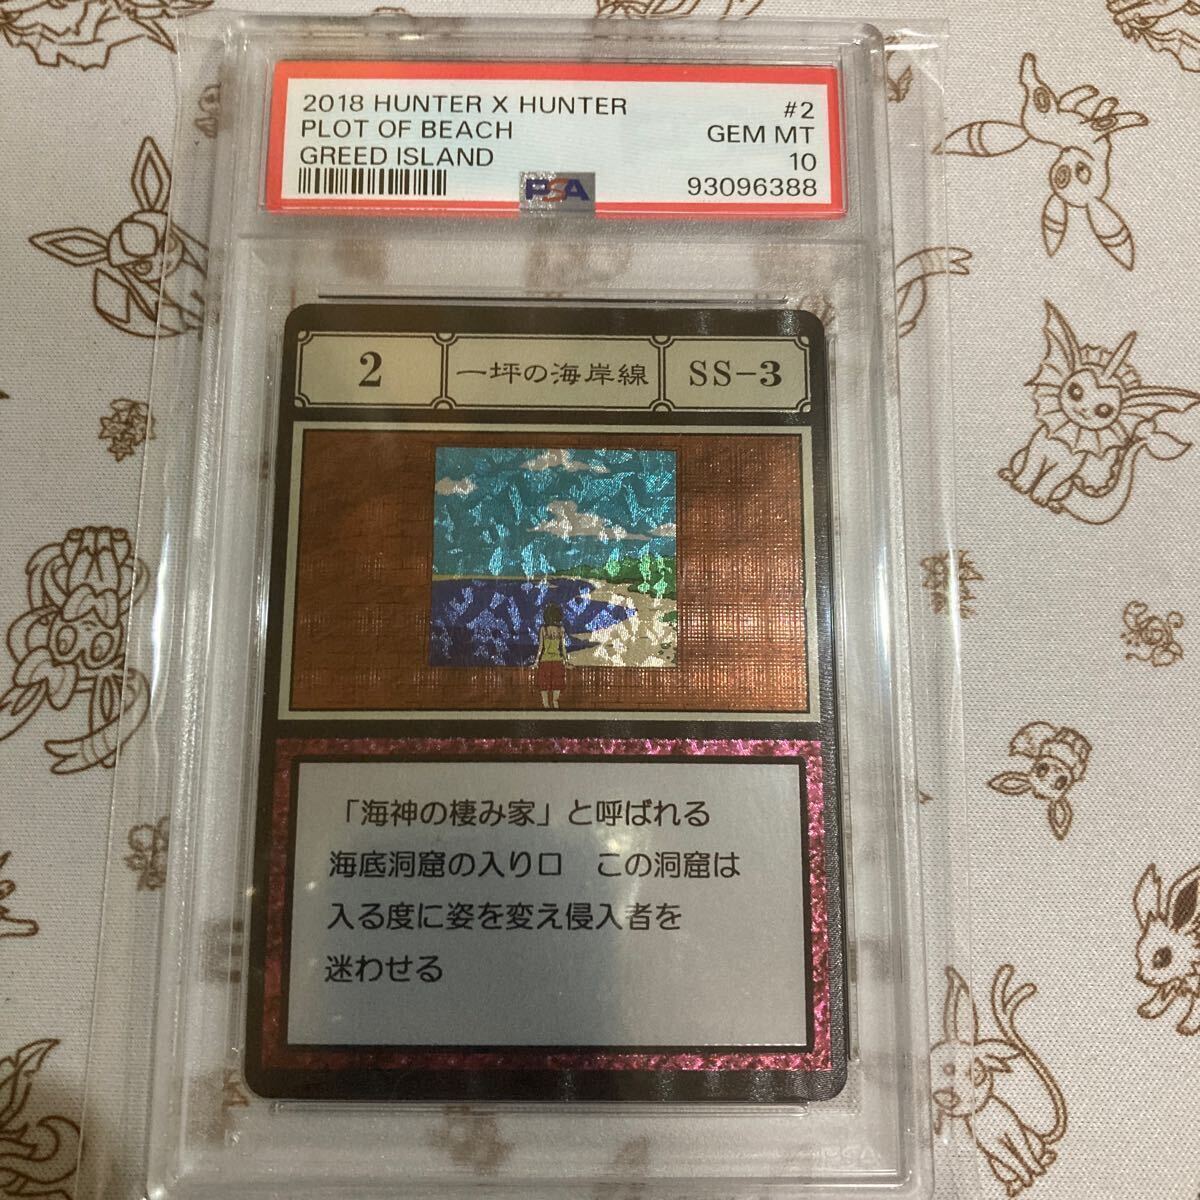 2018 HUNTER X HUNTER #2
PLOT OF BEACH GEM MT
GREED ISLAND 10
PSA 93096388
2 一坪の海岸線 SS-3
「海神の棲み家」と呼ばれる
海底洞窟の入り口 この洞窟は
入る度に姿を変え侵入者を
迷わせる